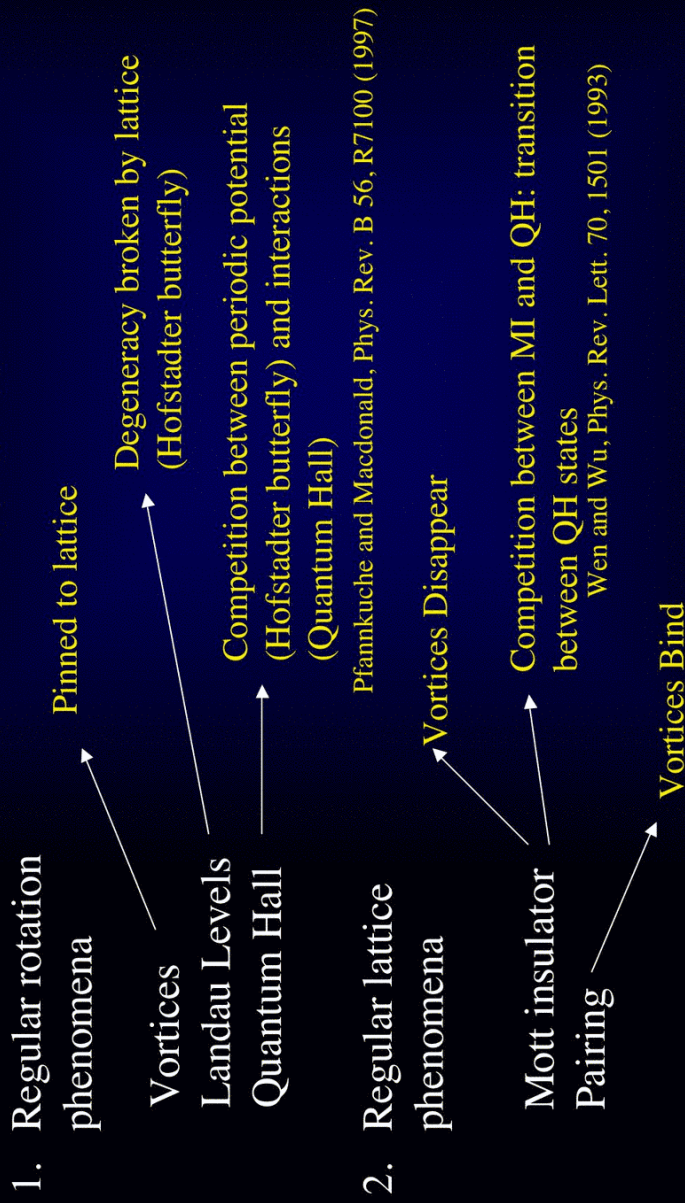 1. Regular rotation
phenomena
Vortices
Pinned to lattice
Landau Levels
Degeneracy broken by lattice
(Hofstadter butterfly)
Quantum Hall
Competition between periodic potential
(Hofstadter butterfly) and interactions
(Quantum Hall)
Pfannkuche and Macdonald, Phys. Rev. B 56, R7100 (1997)
2. Regular lattice
phenomena
Vortices Disappear
Mott insulator
Competition between MI and QH: transition
between QH states
Wen and Wu, Phys. Rev. Lett. 70, 1501 (1993)
Pairing
Vortices Bind